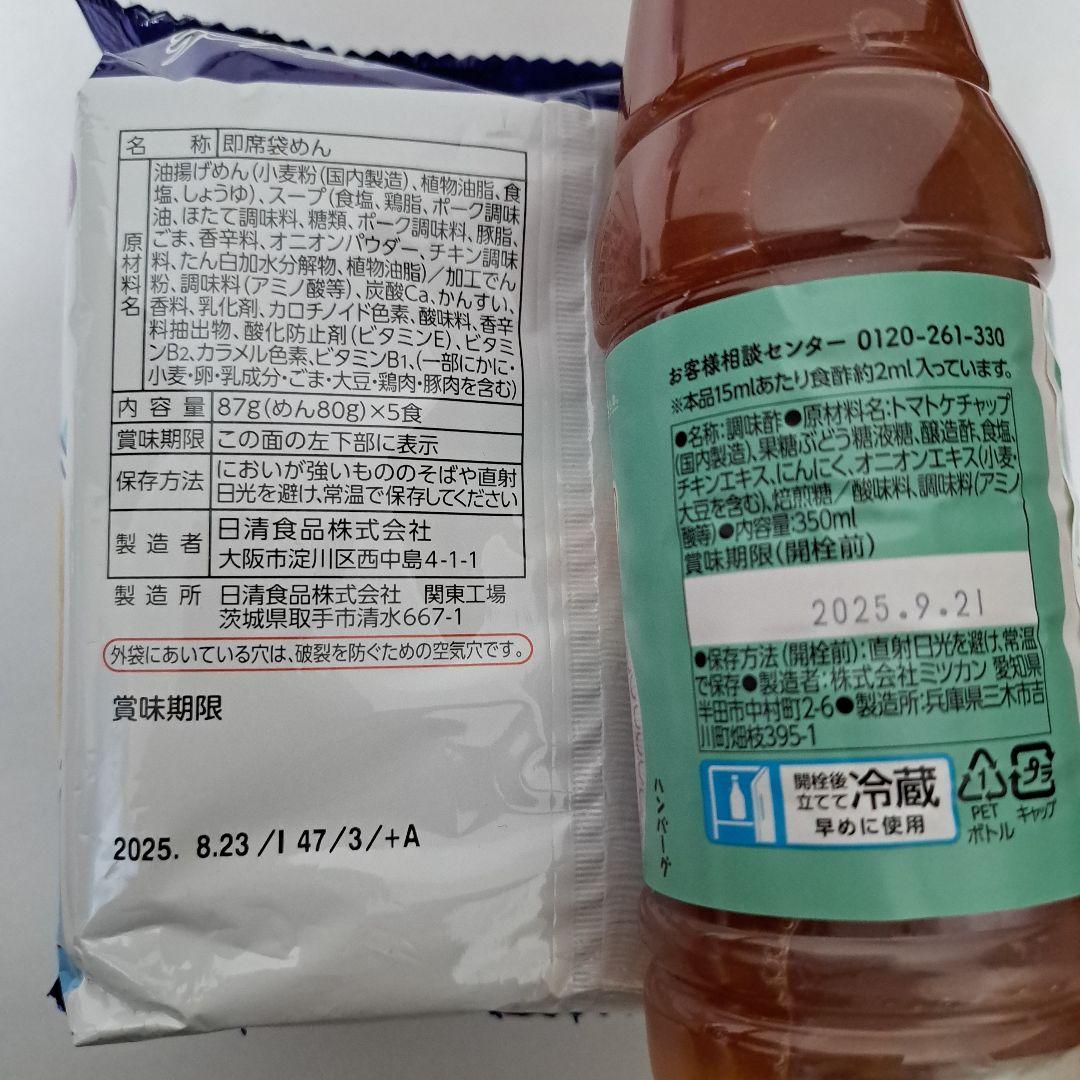 名 称 即席袋めん
原材料名
油揚げめん(小麦粉(国内製造)、植物油脂、食
塩、しょうゆ)、スープ(食塩、鶏脂、ポーク調味
油、ほたて調味料、糖類、ポーク調味料、豚脂、
ごま、香辛料、オニオンパウダー、チキン調味
料、たん白加水分解物、植物油脂)/加工でん
粉、調味料(アミノ酸等)、炭酸Ca、かんすい、
香料、乳化剤、カロチノイド色素、酸味料、香辛
料抽出物、酸化防止剤(ビタミンE)、ビタミ
ンB2、カラメル色素、ビタミンB1、(一部にかに・
小麦・卵・乳成分・ごま・大豆・鶏肉・豚肉を含む)
内容量 87g(めん80g)×5食
賞味期限 この面の左下部に表示
保存方法 においが強いもののそばや直射
日光を避け、常温で保存してください
製造者 日清食品株式会社
大阪市淀川区西中島4-1-1
製造所 日清食品株式会社 関東工場
茨城県取手市清水667-1
外袋にあいている穴は、破裂を防ぐための空気穴です。
賞味期限
2025. 8.23 /I 47/3/+A
お客様相談センター 0120-261-330
※本品15mlあたり食酢約2ml入っています。
●名称:調味酢●原材料名:トマトケチャップ
(国内製造)、果糖ぶどう糖液糖、醸造酢、食塩、
チキンエキス、にんにく、オニオンエキス(小麦・
大豆を含む)、焙煎糖/酸味料、調味料(アミノ
酸等)●内容量:350ml
賞味期限(開栓前)
2025.9.21
●保存方法(開栓前):直射日光を避け、常温
で保存●製造者:株式会社ミツカン 愛知県
半田市中村町2-6●製造所:兵庫県三木市吉
川町畑枝395-1
開栓後
立てて
冷蔵
早めに使用
1
PET
ボトル
プラ
キャップ
ハンバーグ